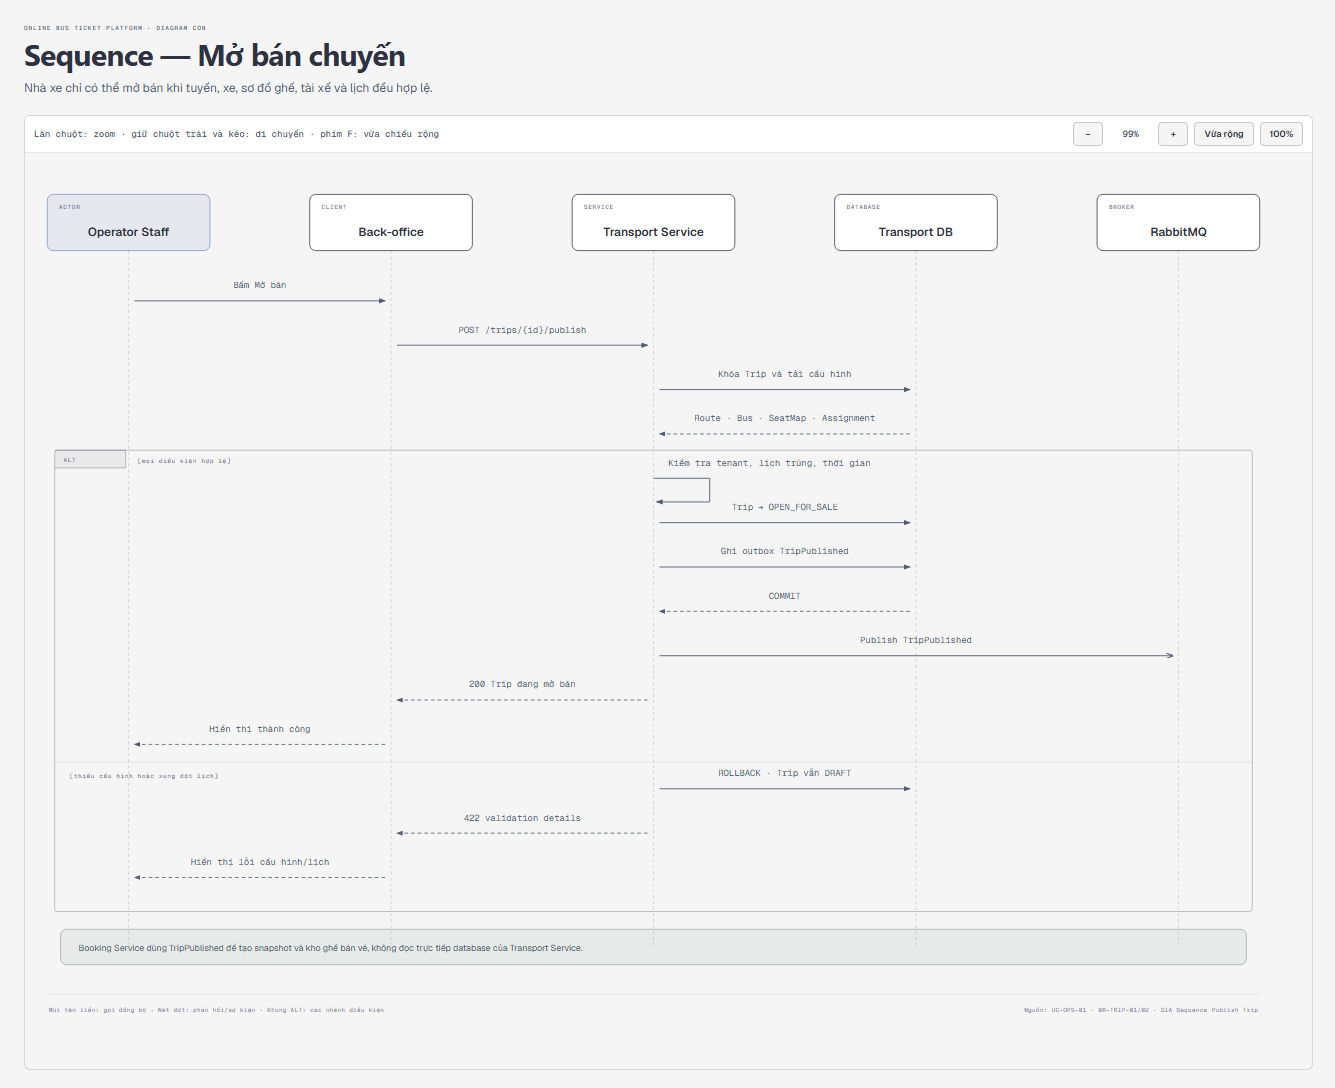 ONLINE BUS TICKET PLATFORM · DIAGRAM CON
Sequence — Mở bán chuyến
Nhà xe chỉ có thể mở bán khi tuyến, xe, sơ đồ ghế, tài xế và lịch đều hợp lệ.
Lăn chuột: zoom · giữ chuột trái và kéo: di chuyển · phím F: vừa chiều rộng
−
99%
+
Vừa rộng
100%
ACTOR
Operator Staff
CLIENT
Back-office
SERVICE
Transport Service
DATABASE
Transport DB
BROKER
RabbitMQ
Bấm Mở bán
POST /trips/{id}/publish
Khóa Trip và tải cấu hình
Route · Bus · SeatMap · Assignment
ALT
[mọi điều kiện hợp lệ]
Kiểm tra tenant, lịch trùng, thời gian
Trip → OPEN_FOR_SALE
Ghi outbox TripPublished
COMMIT
Publish TripPublished
200 Trip đang mở bán
Hiển thị thành công
[thiếu cấu hình hoặc xung đột lịch]
ROLLBACK · Trip vẫn DRAFT
422 validation details
Hiển thị lỗi cấu hình/lịch
Booking Service dùng TripPublished để tạo snapshot và kho ghế bán vé, không đọc trực tiếp database của Transport Service.
Mũi tên liền: gọi đồng bộ · Nét đứt: phản hồi/sự kiện · Khung ALT: các nhánh điều kiện
Nguồn: UC-OPS-01 · BR-TRIP-01/02 · DIA Sequence Publish Trip